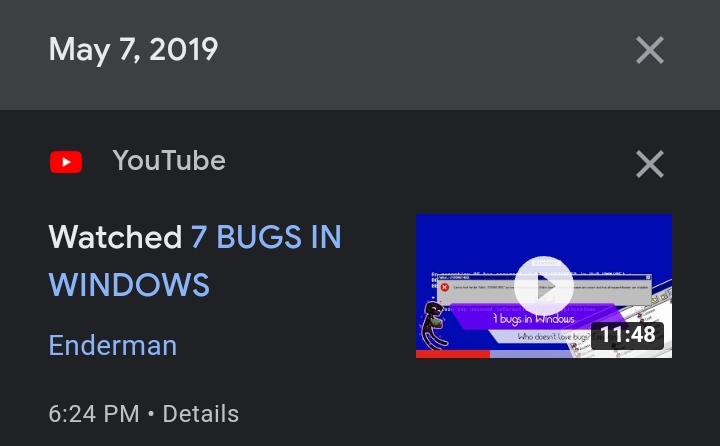 May 7, 2019
YouTube
Watched 7 BUGS IN
WINDOWS
7 bugs in Windows
Who doesn't love bugs?
11:48
Enderman
6:24 PM • Details